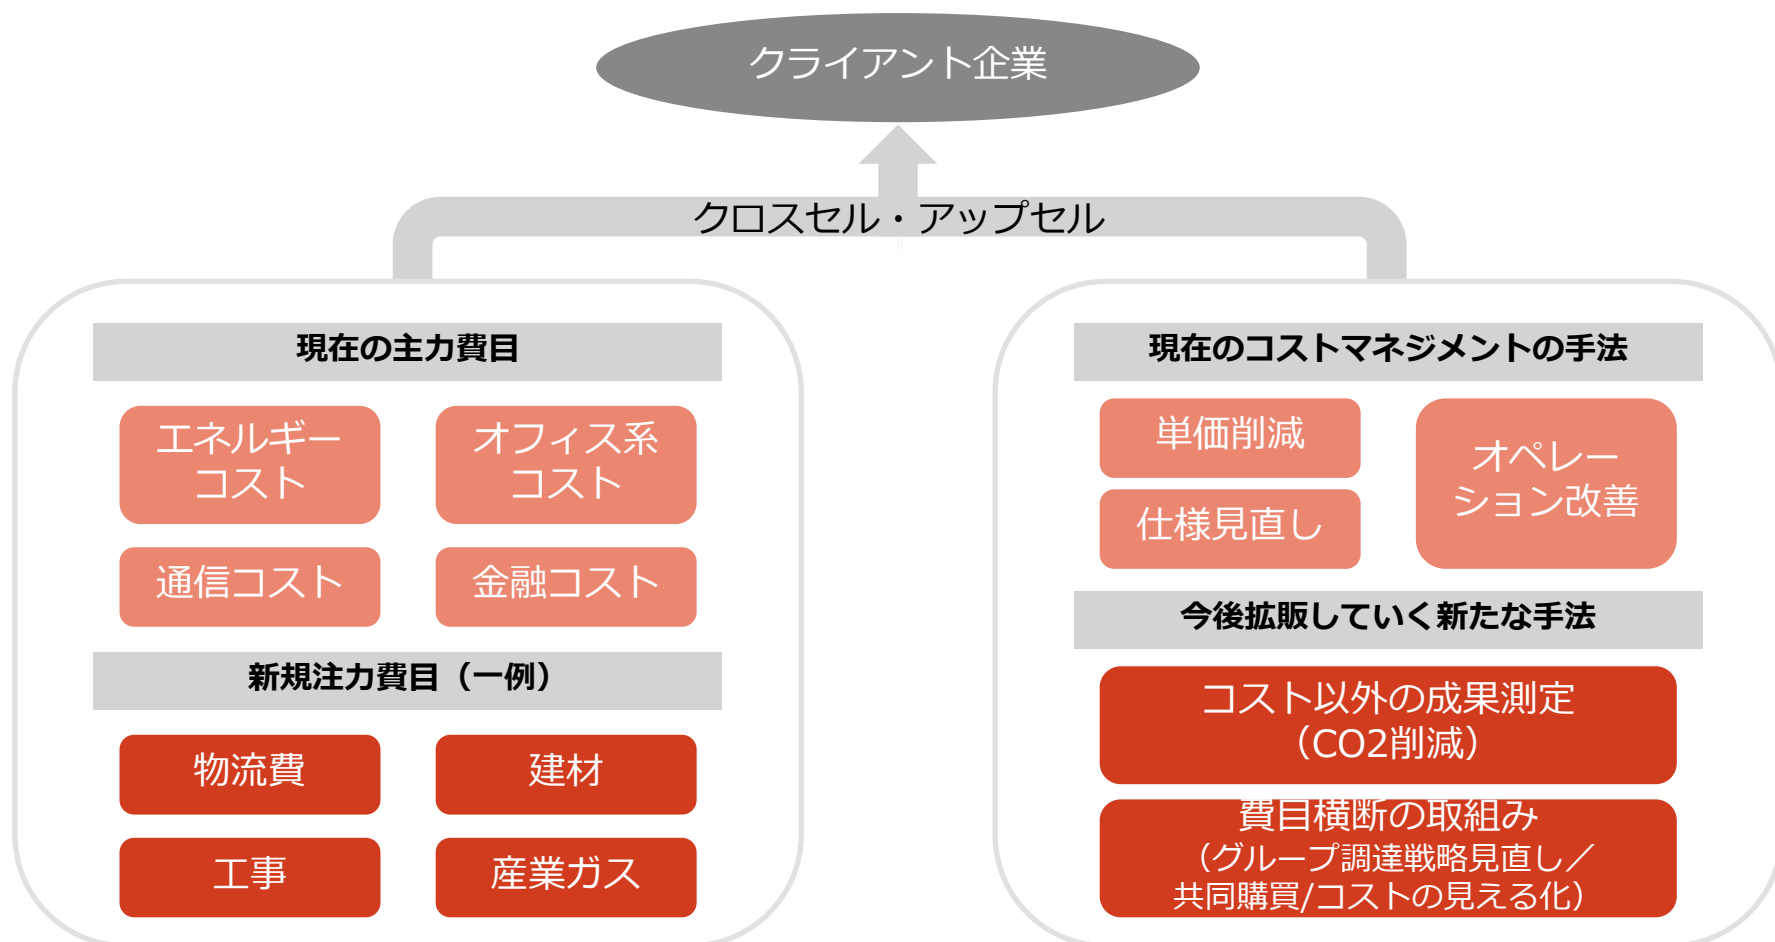 クライアント企業
クロスセル・アップセル
現在の主力費目
エネルギー
コスト
オフィス系
コスト
通信コスト
金融コスト
新規注力費目（一例）
物流費
建材
工事
産業ガス
現在のコストマネジメントの手法
単価削減
仕様見直し
オペレー
ション改善
今後拡販していく新たな手法
コスト以外の成果測定
（CO2削減）
費目横断の取組み
（グループ調達戦略見直し／
共同購買/コストの見える化）